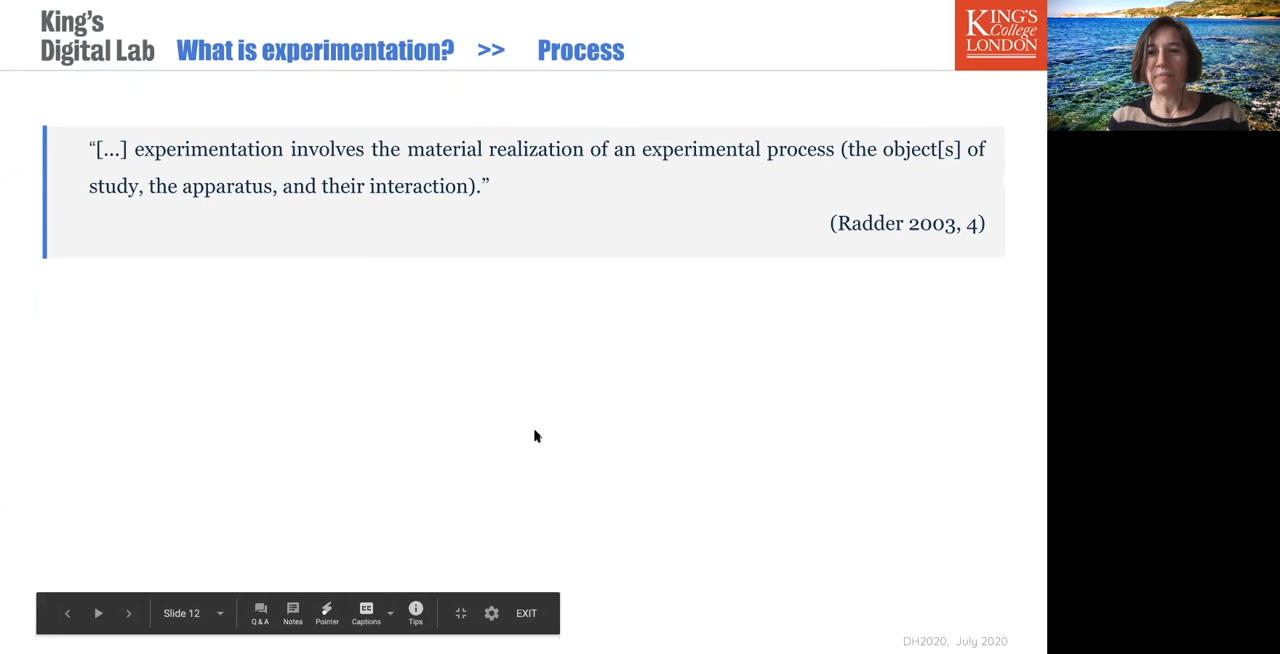 King's
Digital Lab
What is experimentation? >> Process
KING'S
College
LONDON
“[...] experimentation involves the material realization of an experimental process (the object[s] of
study, the apparatus, and their interaction).”
(Radder 2003, 4)
Slide 12
Q & A
Notes
Pointer
CC
Captions
Tips
EXIT
DH2020, July 2020